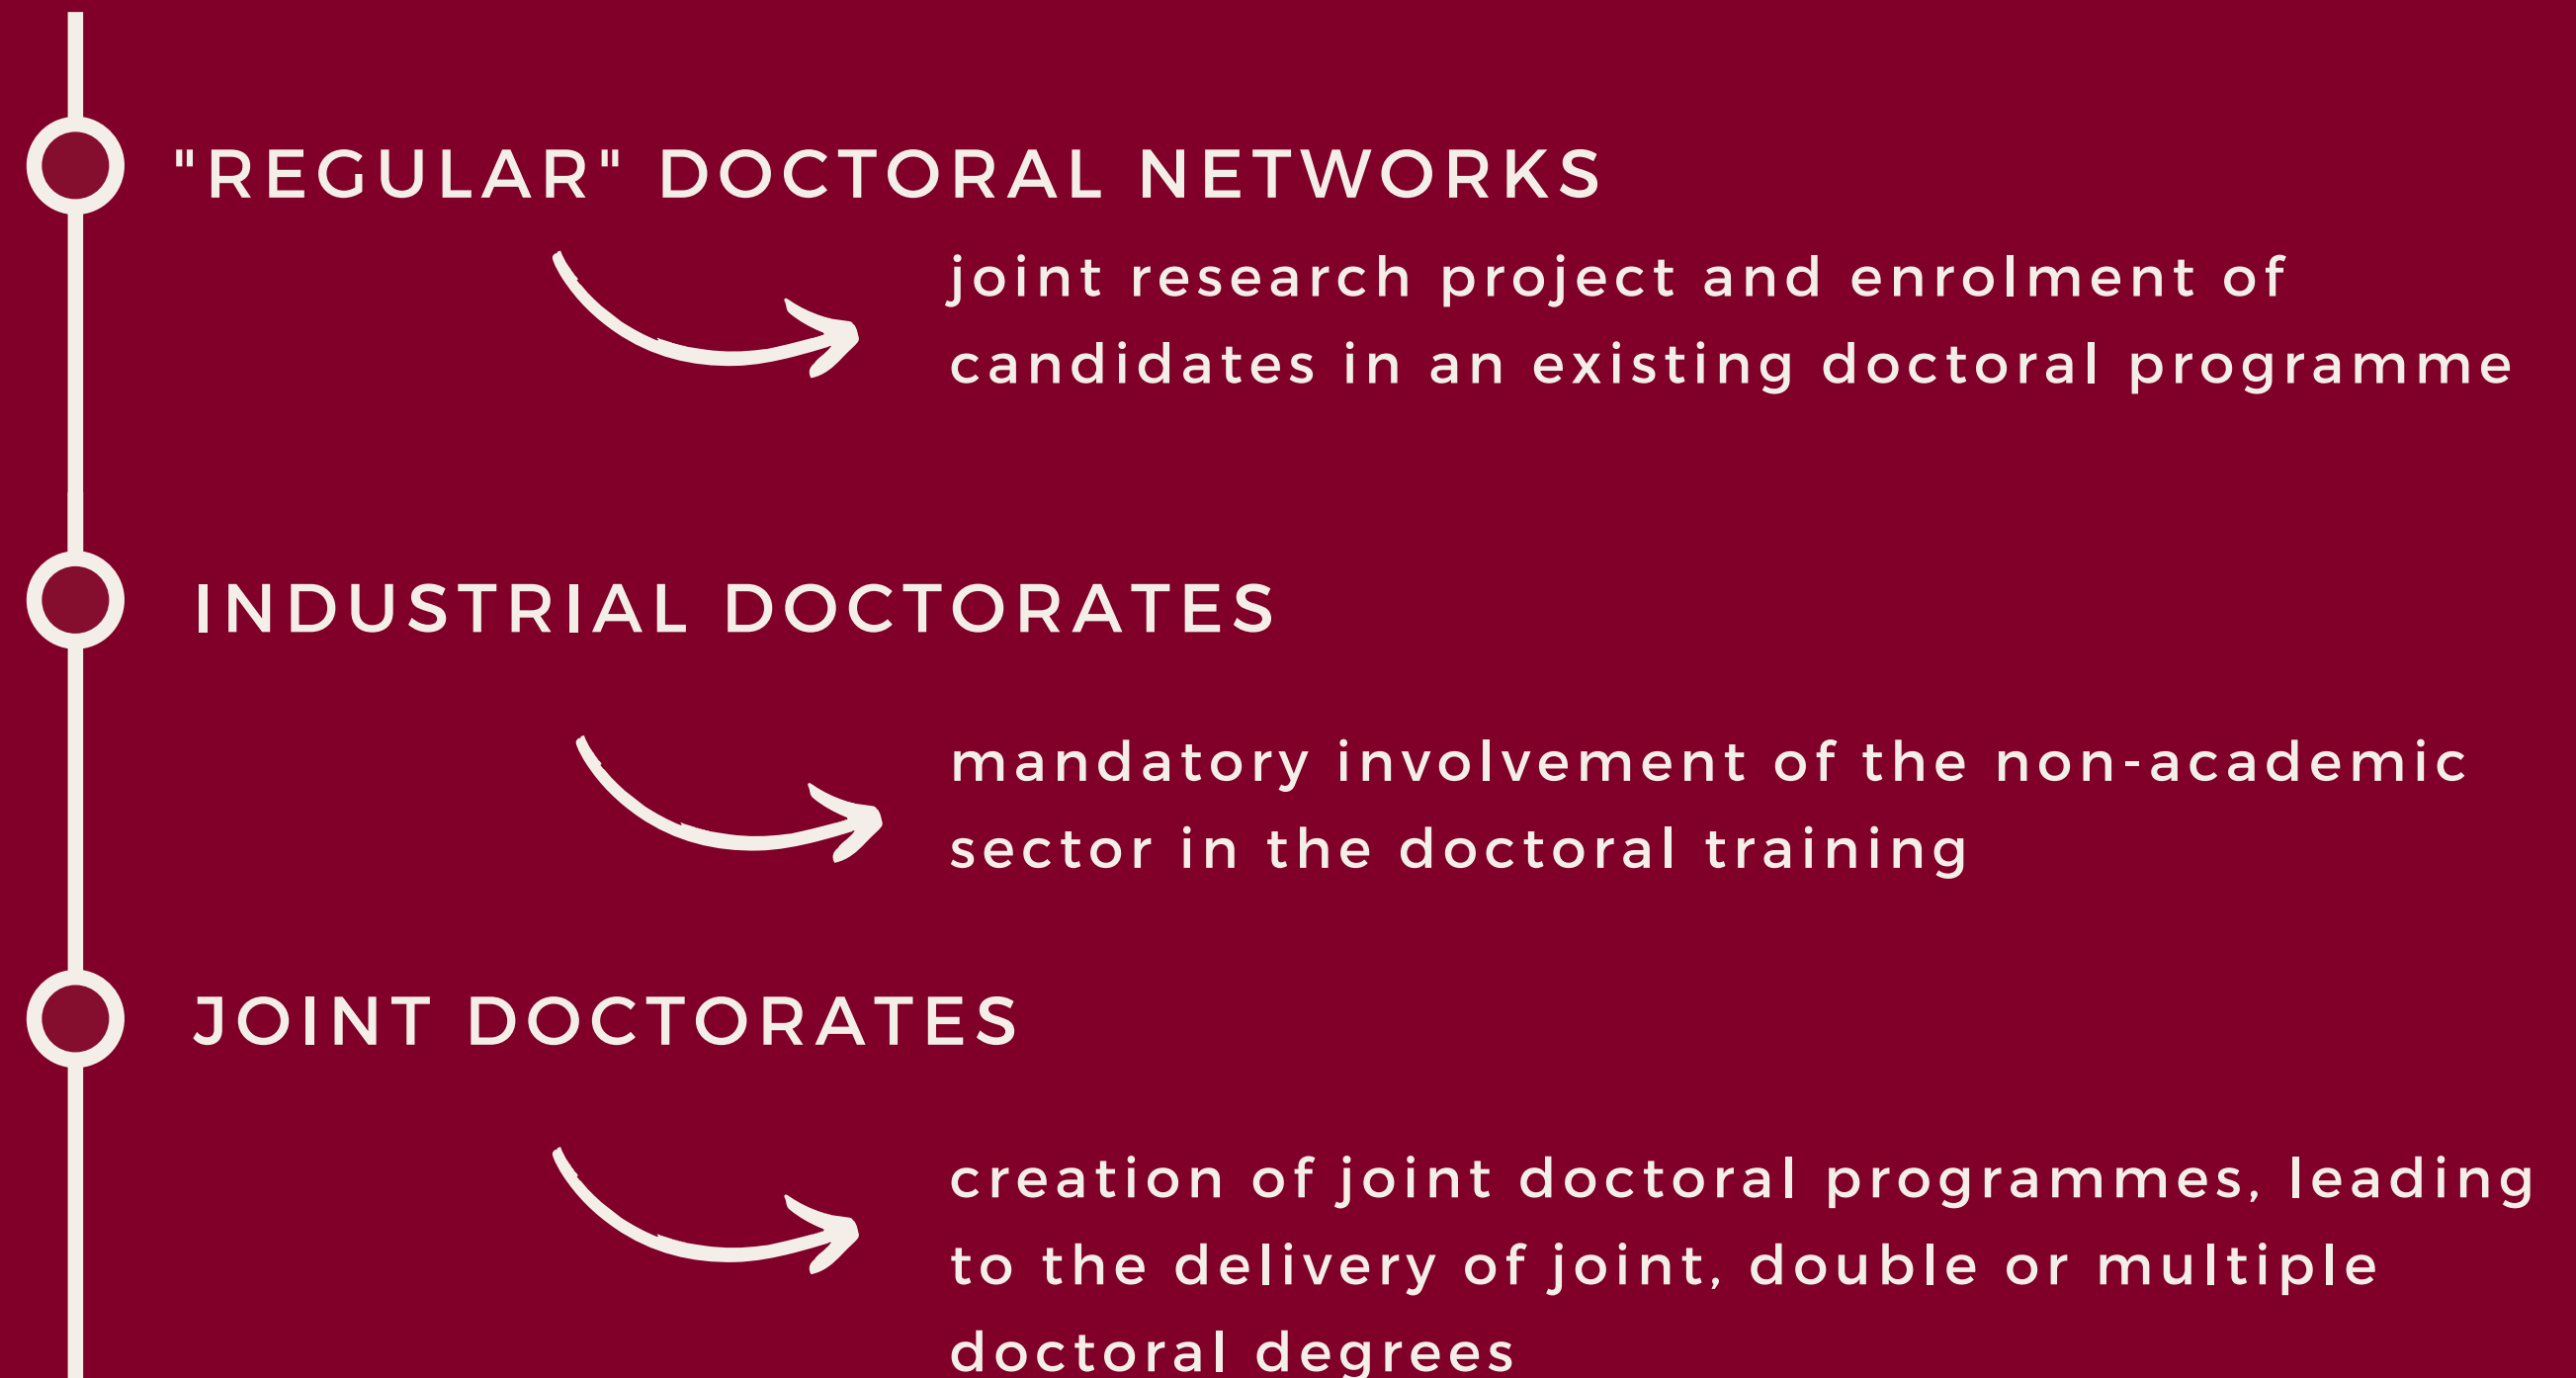 "REGULAR" DOCTORAL NETWORKS
joint research project and enrolment of
candidates in an existing doctoral programme
INDUSTRIAL DOCTORATES
mandatory involvement of the non-academic
sector in the doctoral training
JOINT DOCTORATES
creation of joint doctoral programmes, leading
to the delivery of joint, double or multiple
doctoral degrees